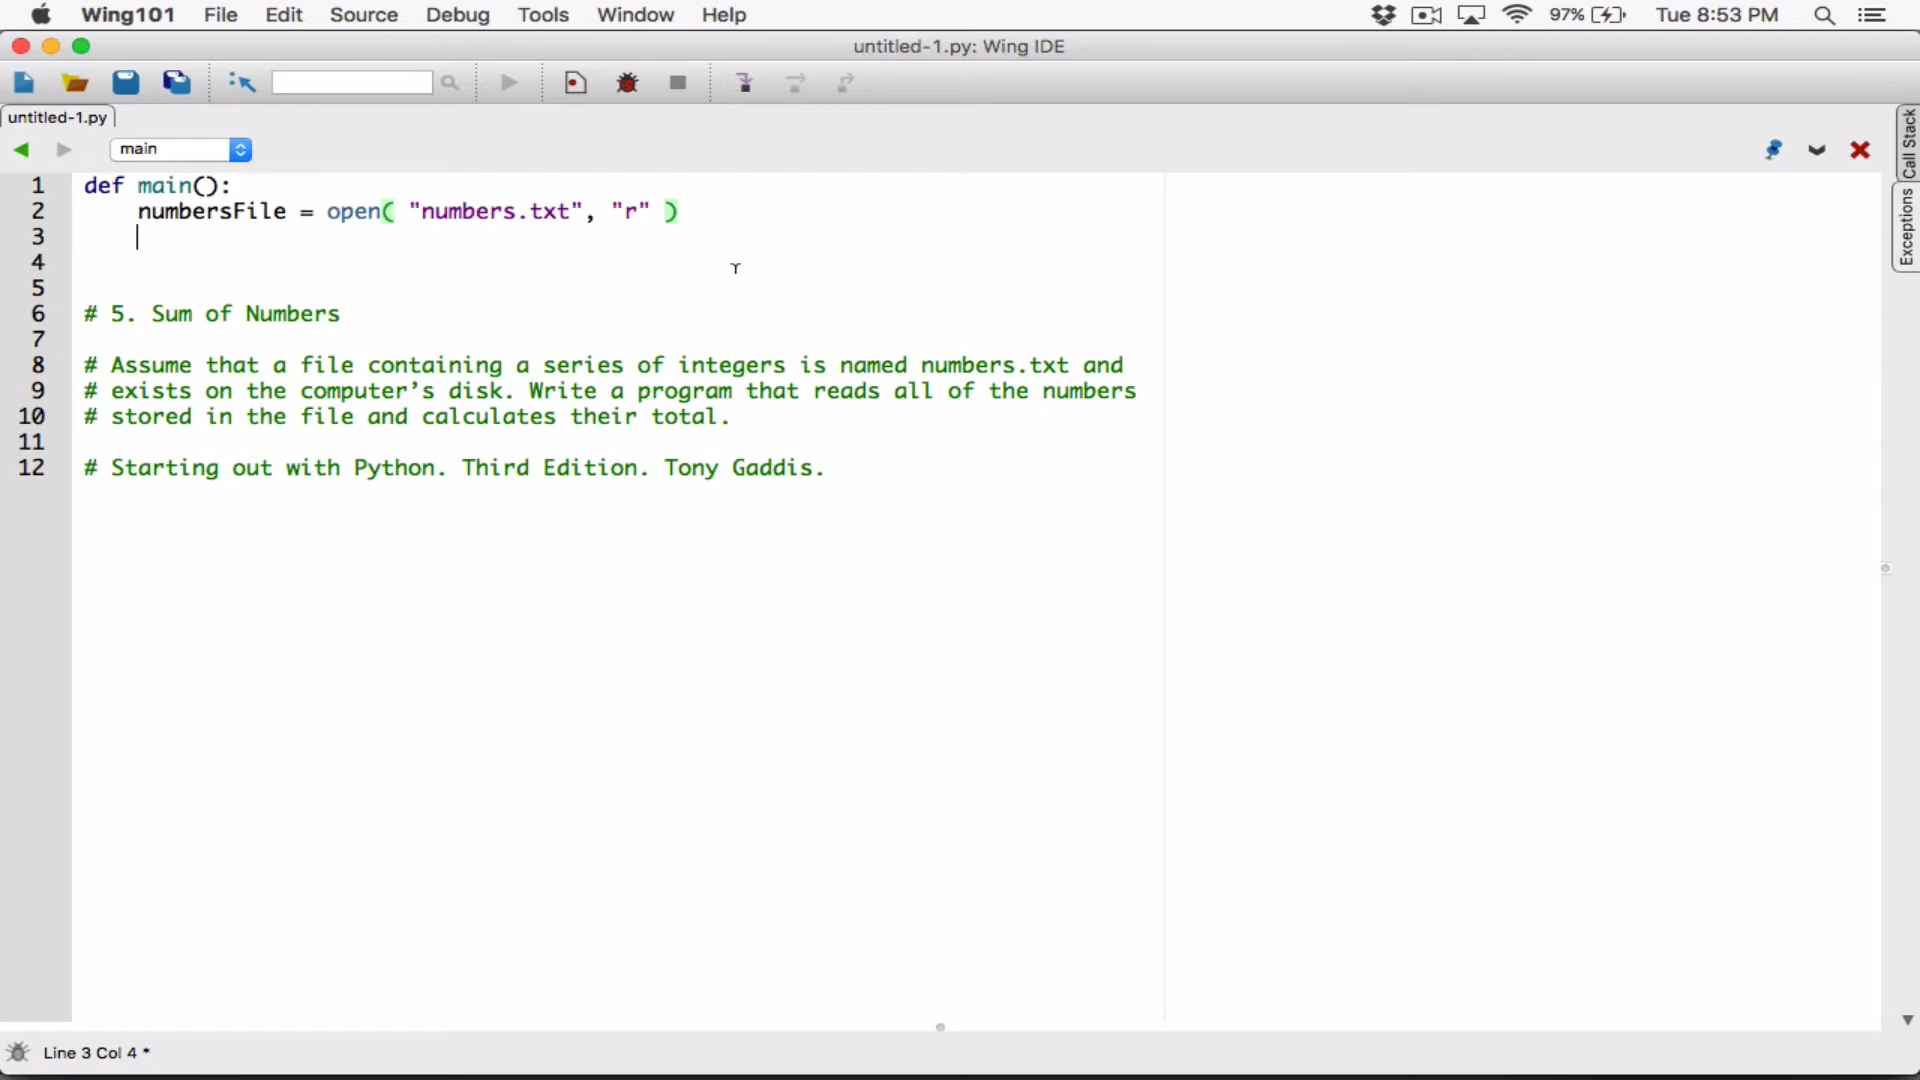 Wing101 File Edit Source Debug Tools Window Help 97% Tue 8:53 PM
untitled-1.py: Wing IDE
untitled-1.py
main
Call Stack
Exceptions
1 def main():
2 numbersFile = open( "numbers.txt", "r" )
3
4
5
6 # 5. Sum of Numbers
7
8 # Assume that a file containing a series of integers is named numbers.txt and
9 # exists on the computer’s disk. Write a program that reads all of the numbers
10 # stored in the file and calculates their total.
11
12 # Starting out with Python. Third Edition. Tony Gaddis.
Line 3 Col 4 *